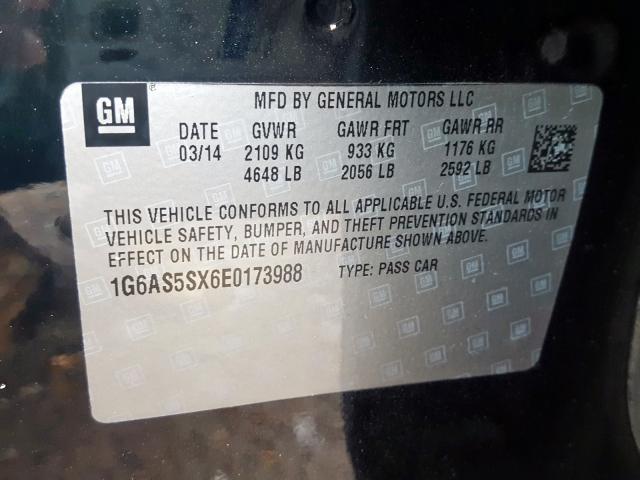 GM
MFD BY GENERAL MOTORS LLC
DATE GVWR GAWR FRT GAWR RR
03/14 2109 KG 933 KG 1176 KG
4648 LB 2056 LB 2592 LB
THIS VEHICLE CONFORMS TO ALL APPLICABLE U.S. FEDERAL MOTOR
VEHICLE SAFETY, BUMPER, AND THEFT PREVENTION STANDARDS IN
EFFECT ON THE DATE OF MANUFACTURE SHOWN ABOVE.
1G6AS5SX6E0173988 TYPE: PASS CAR